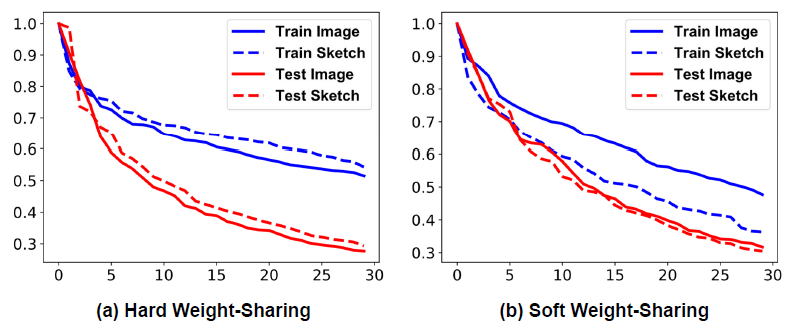 1.0
0.9
0.8
0.7
0.6
0.5
0.4
0.3
0 5 10 15 20 25 30
Train Image
Train Sketch
Test Image
Test Sketch
(a) Hard Weight-Sharing
1.0
0.9
0.8
0.7
0.6
0.5
0.4
0.3
0 5 10 15 20 25 30
Train Image
Train Sketch
Test Image
Test Sketch
(b) Soft Weight-Sharing